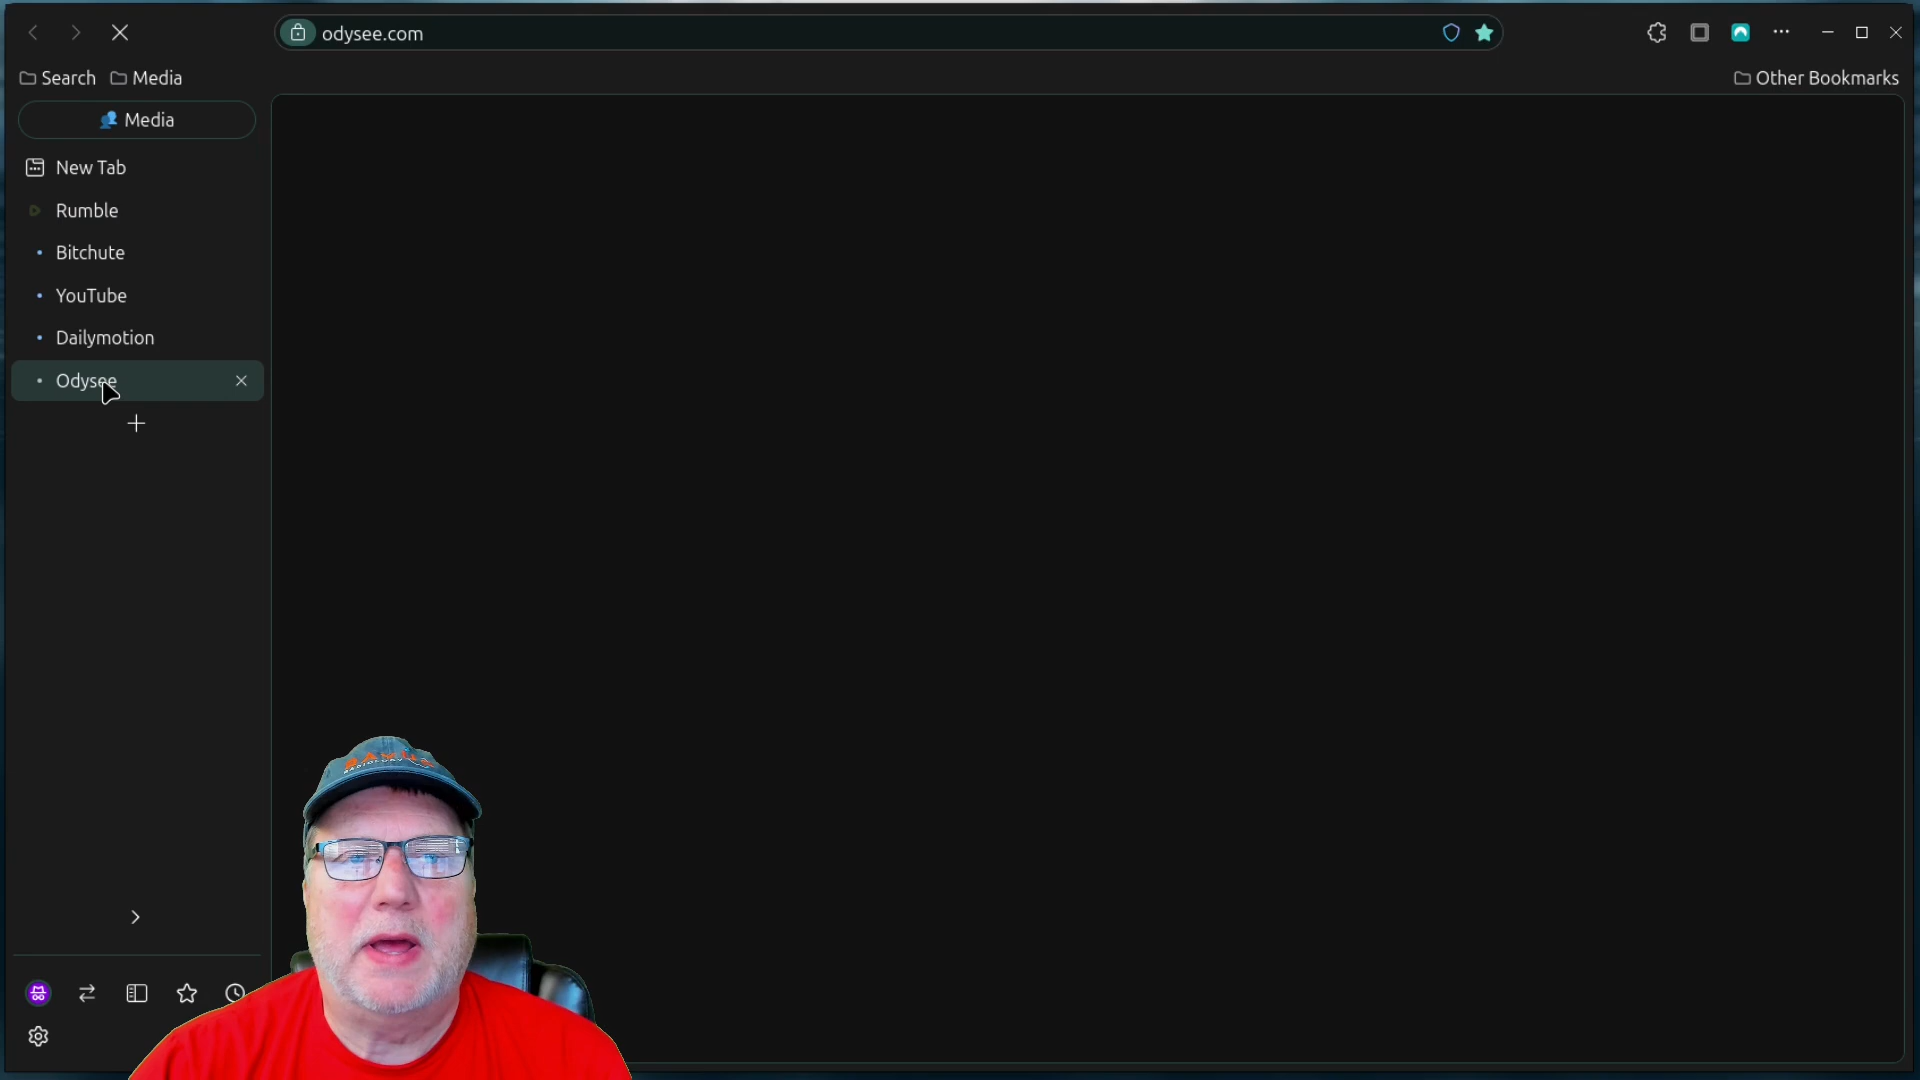 odysee.com
Search
Media
Other Bookmarks
Media
New Tab
Rumble
Bitchute
YouTube
Dailymotion
Odysee